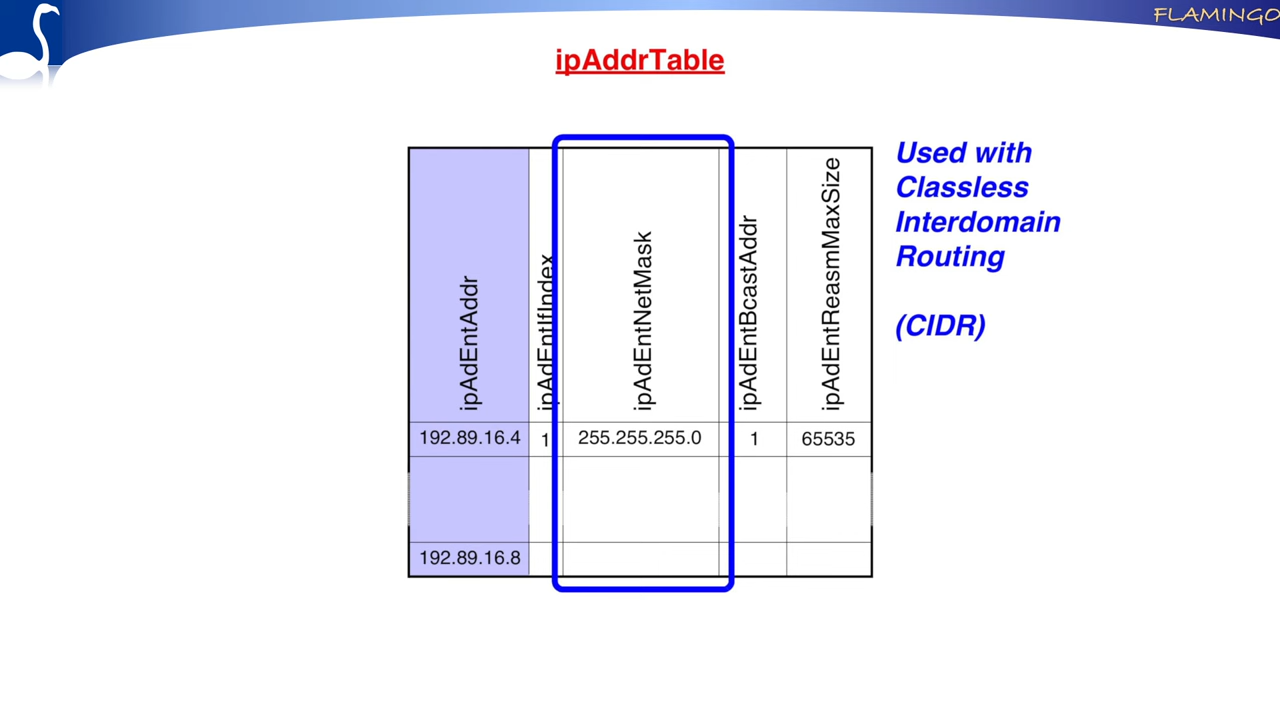 FLAMINGO
ipAddrTable
ipAdEntAddr
ipAdEntIfIndex
ipAdEntNetMask
ipAdEntBcastAddr
ipAdEntReasmMaxSize
192.89.16.4 1 255.255.255.0 1 65535
192.89.16.8
Used with
Classless
Interdomain
Routing
(CIDR)